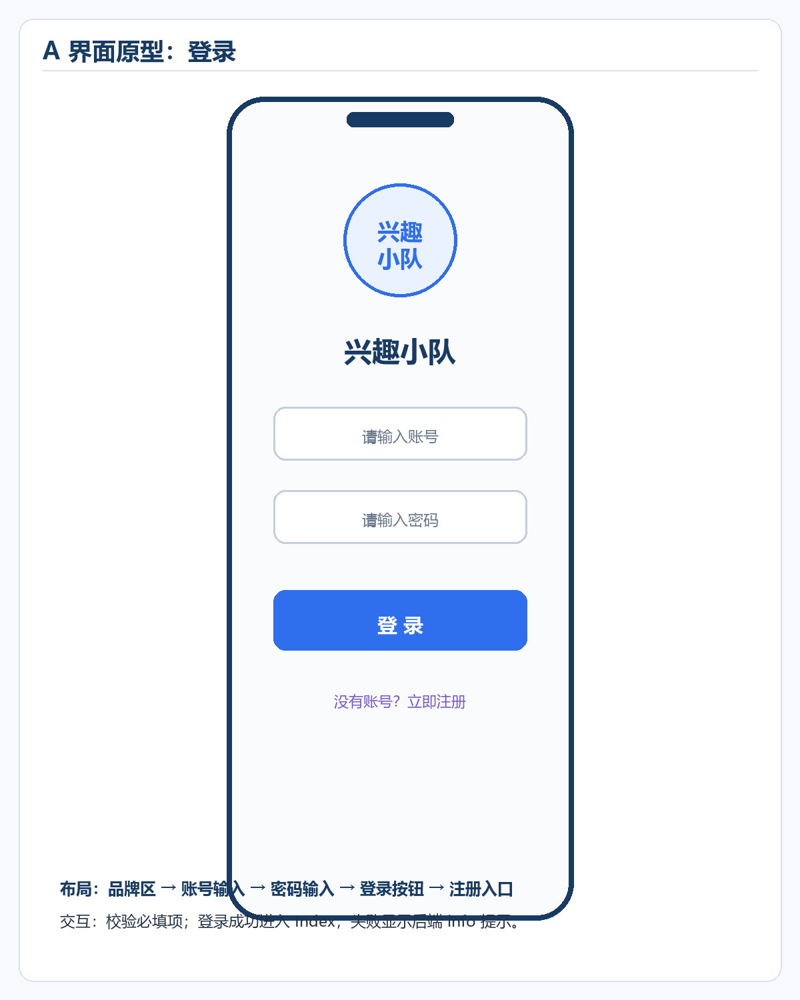 A 界面原型：登录
兴趣
小队
兴趣小队
请输入账号
请输入密码
登 录
没有账号？立即注册
布局：品牌区 → 账号输入 → 密码输入 → 登录按钮 → 注册入口
交互：校验必填项；登录成功进入 index，失败显示后端 info 提示。